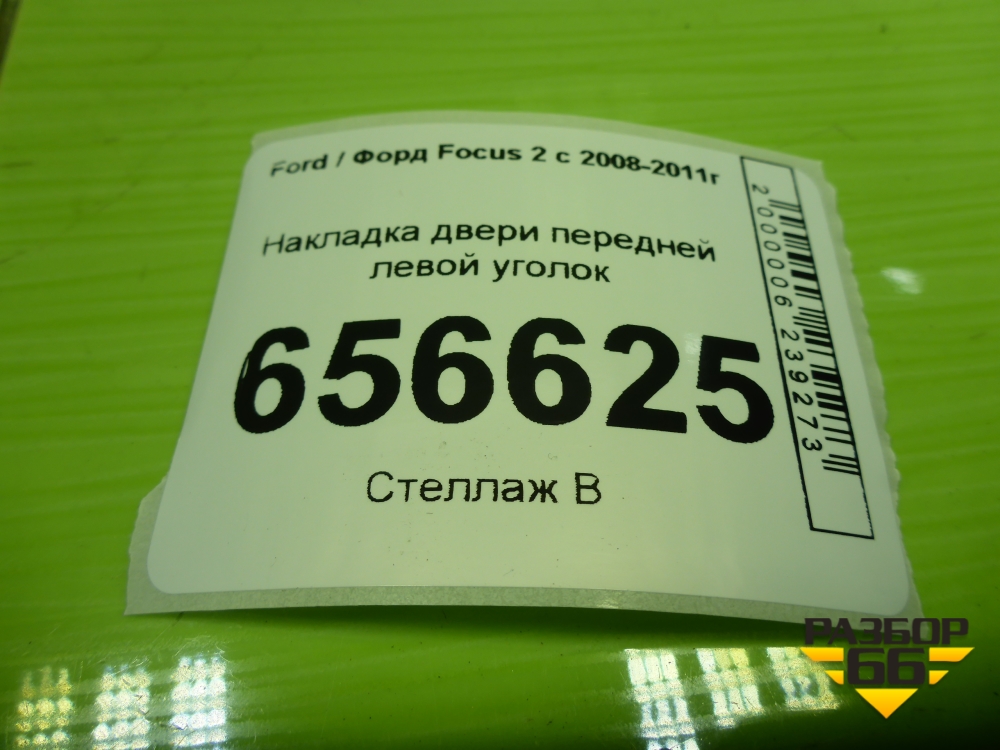 Ford / Форд Focus 2 с 2008-2011г
Накладка двери передней
левой уголок
656625
Стеллаж В
2000006239273
РАЗБОР
66